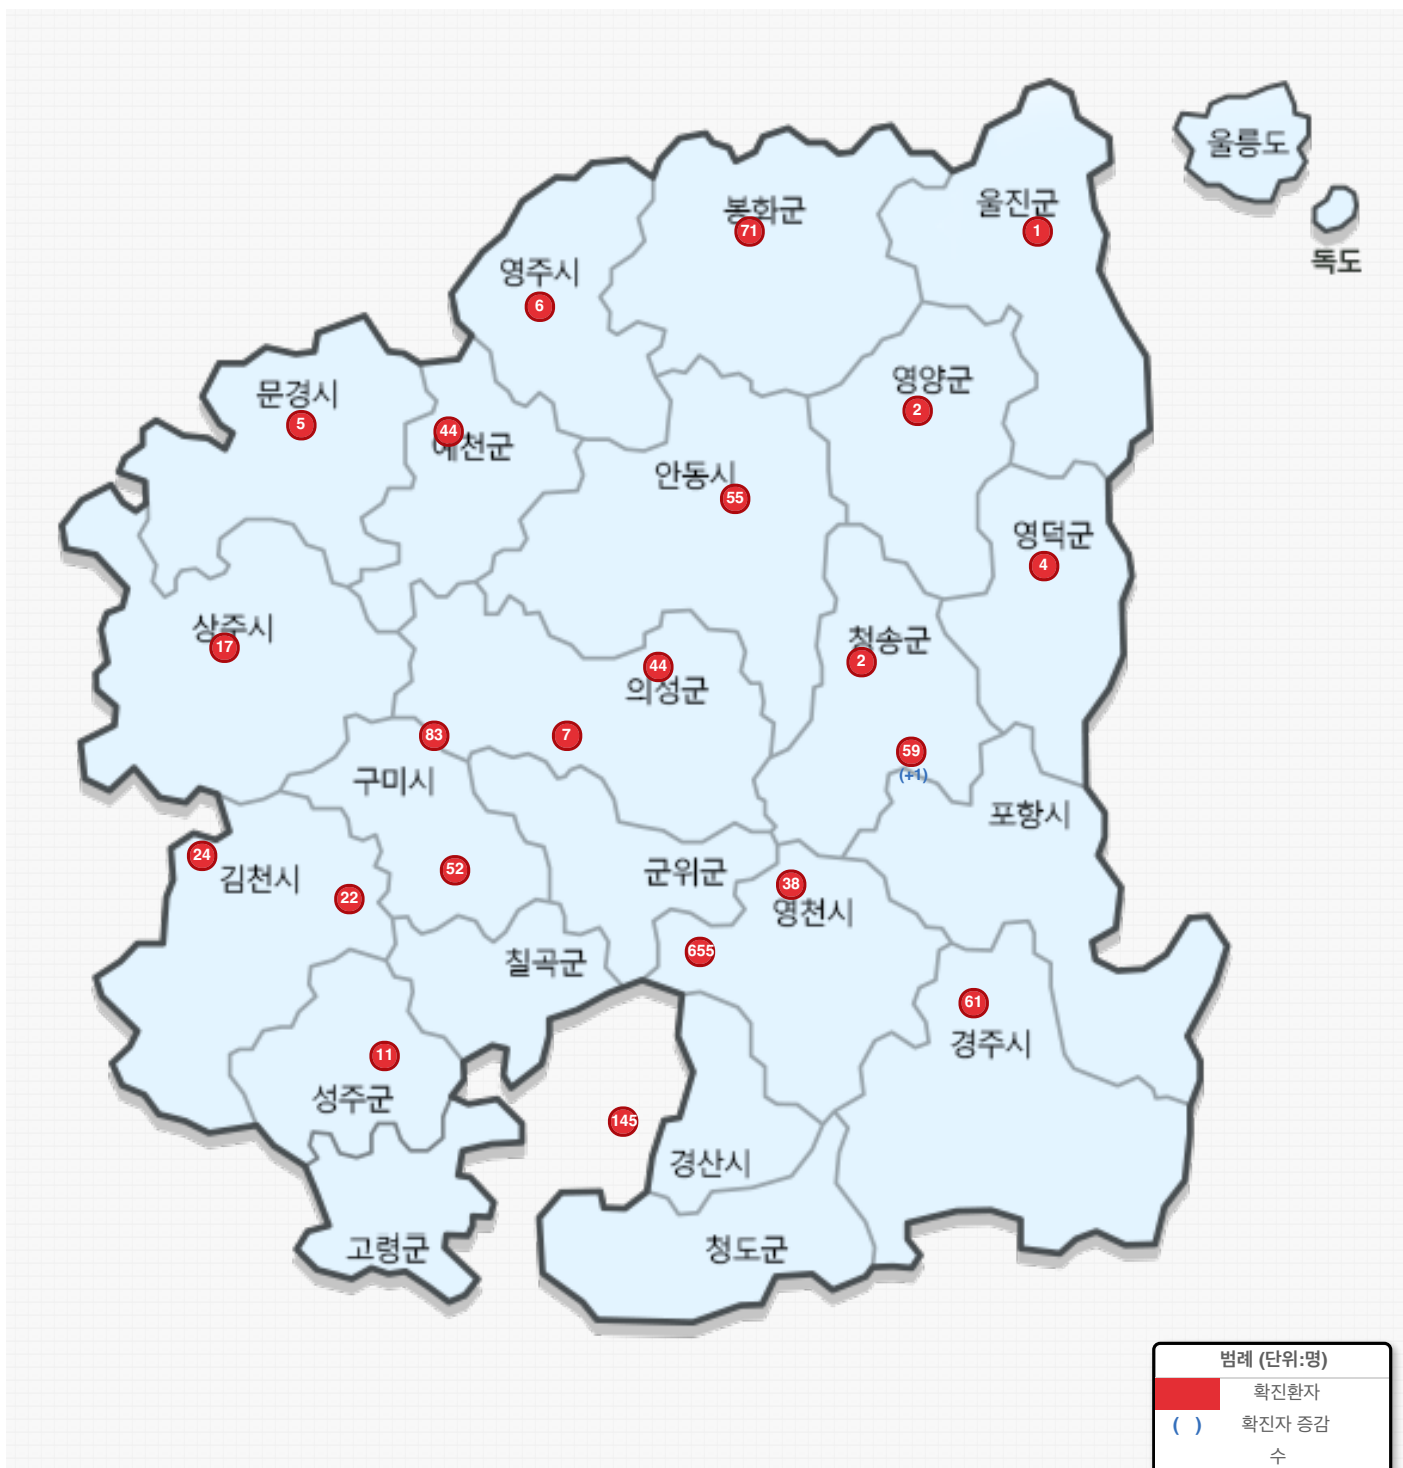 울릉도
독도
울진군
1
봉화군
71
영주시
6
문경시
5
예천군
44
영양군
2
안동시
55
영덕군
4
상주시
17
청송군
2
의성군
44
7
83
구미시
59
(+1)
포항시
24
김천시
22
52
군위군
38
영천시
655
칠곡군
61
경주시
11
성주군
145
경산시
고령군
청도군
범례 (단위:명)
확진환자
( ) 확진자 증감
수